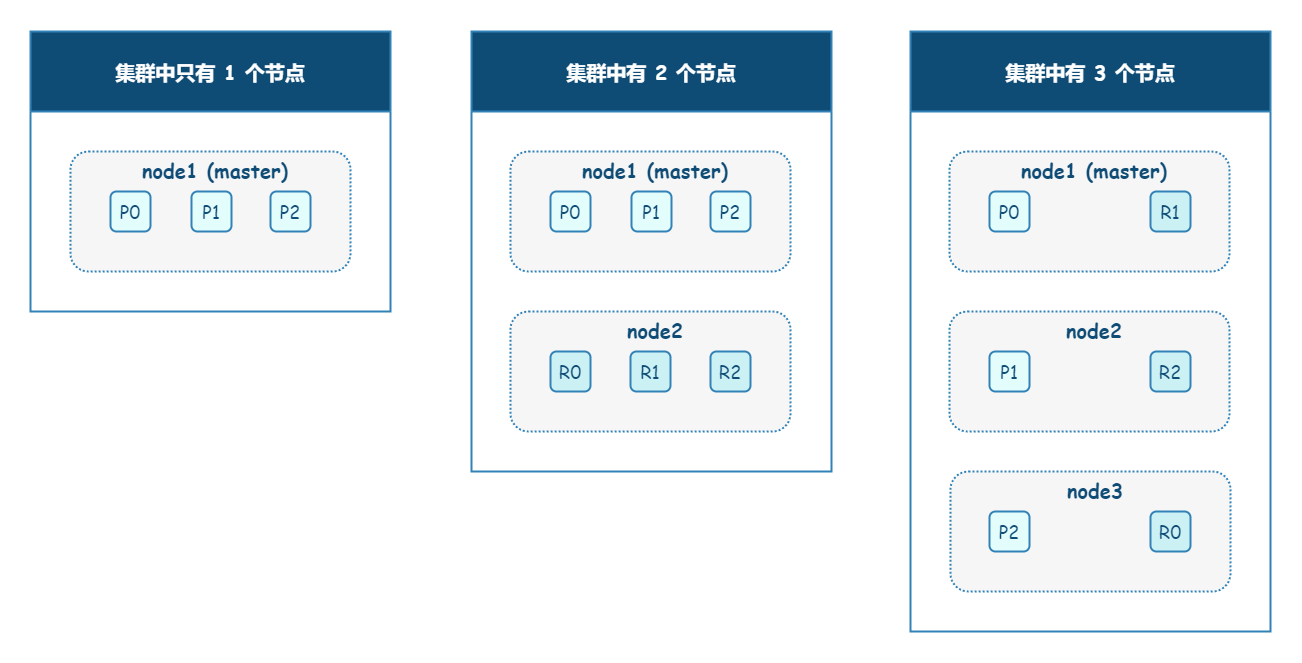 集群中只有 1 个节点
node1 (master)
P0 P1 P2
集群中有 2 个节点
node1 (master)
P0 P1 P2
node2
R0 R1 R2
集群中有 3 个节点
node1 (master)
P0 R1
node2
P1 R2
node3
P2 R0